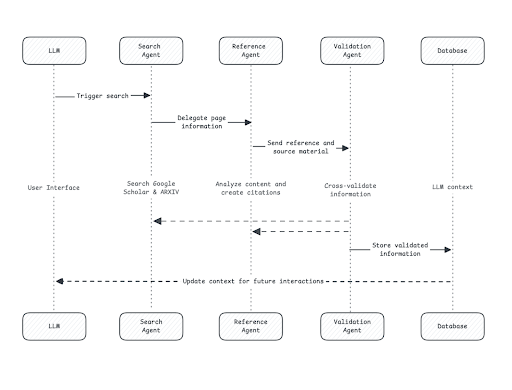 LLM
Search
Agent
Reference
Agent
Validation
Agent
Database
Trigger search
Delegate page
information
Send reference and
source material
User Interface
Search Google
Scholar & ARXIV
Analyze content and
create citations
Cross-validate
information
LLM context
Store validated
information
Update context for future interactions
LLM
Search
Agent
Reference
Agent
Validation
Agent
Database